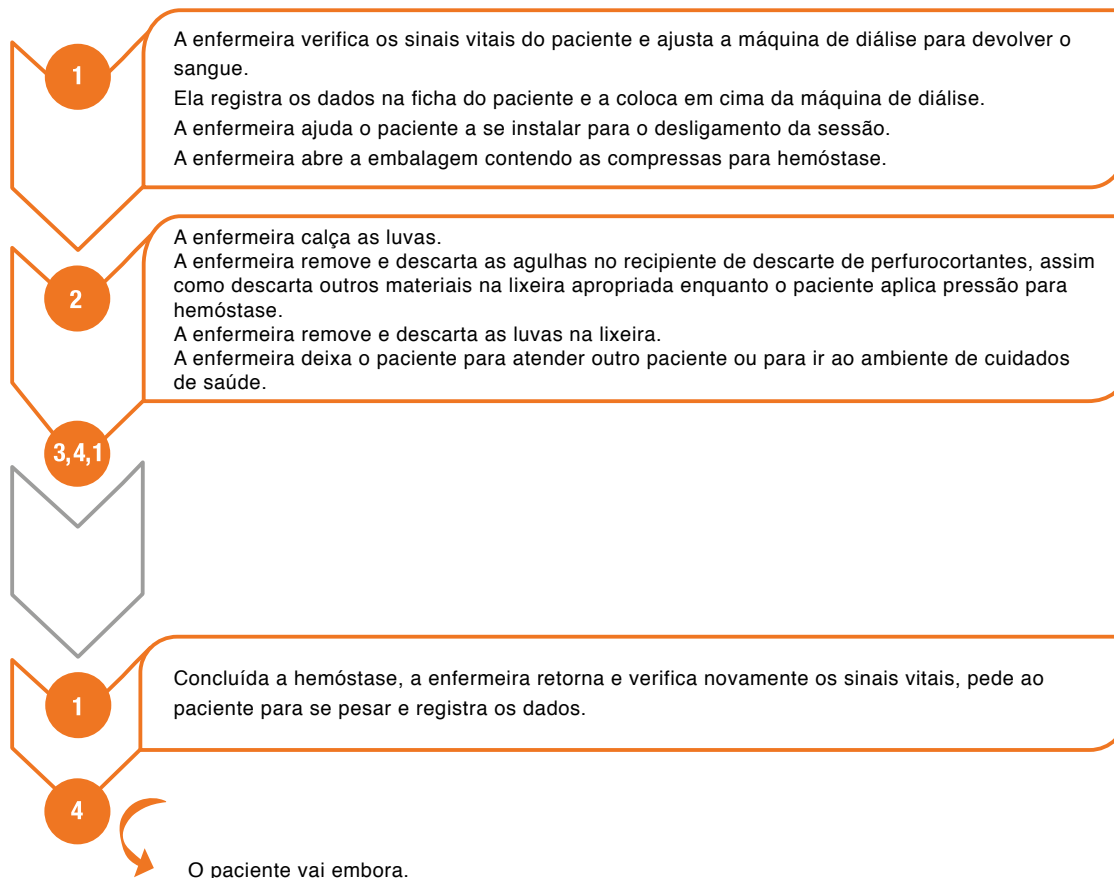 1
A enfermeira verifica os sinais vitais do paciente e ajusta a máquina de diálise para devolver o
sangue.
Ela registra os dados na ficha do paciente e a coloca em cima da máquina de diálise.
A enfermeira ajuda o paciente a se instalar para o desligamento da sessão.
A enfermeira abre a embalagem contendo as compressas para hemóstase.
2
A enfermeira calça as luvas.
A enfermeira remove e descarta as agulhas no recipiente de descarte de perfurocortantes, assim
como descarta outros materiais na lixeira apropriada enquanto o paciente aplica pressão para
hemóstase.
A enfermeira remove e descarta as luvas na lixeira.
A enfermeira deixa o paciente para atender outro paciente ou para ir ao ambiente de cuidados
de saúde.
3,4,1
1
Concluída a hemóstase, a enfermeira retorna e verifica novamente os sinais vitais, pede ao
paciente para se pesar e registra os dados.
4
O paciente vai embora.